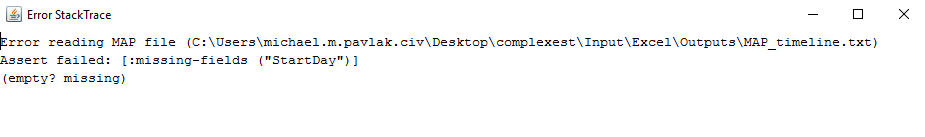 Error StackTrace
Error reading MAP file (C:\Users\michael.m.pavlak.civ\Desktop\complexest\Input\Excel\Outputs\MAP_timeline.txt)
Assert failed: [:missing-fields ("StartDay")]
(empty? missing)